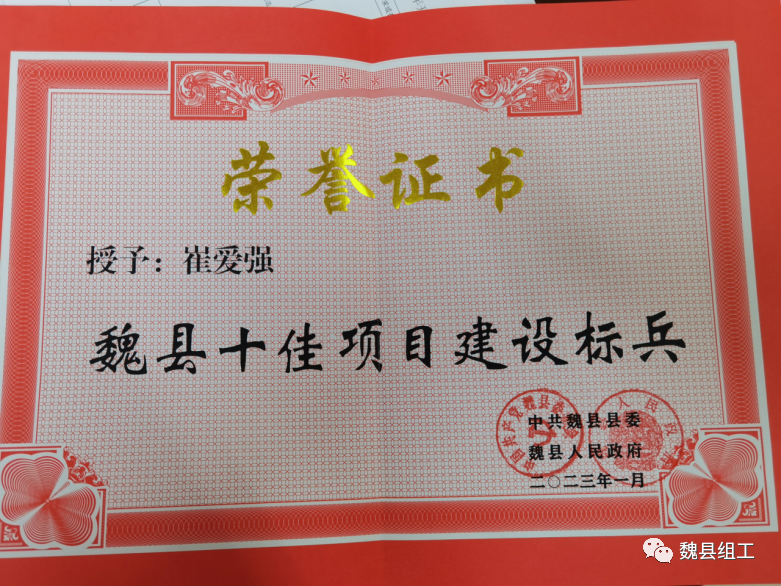 荣誉证书
授予：崔爱强
魏县十佳项目建设标兵
中共魏县县委
魏县人民政府
二〇二三年一月
魏县组工